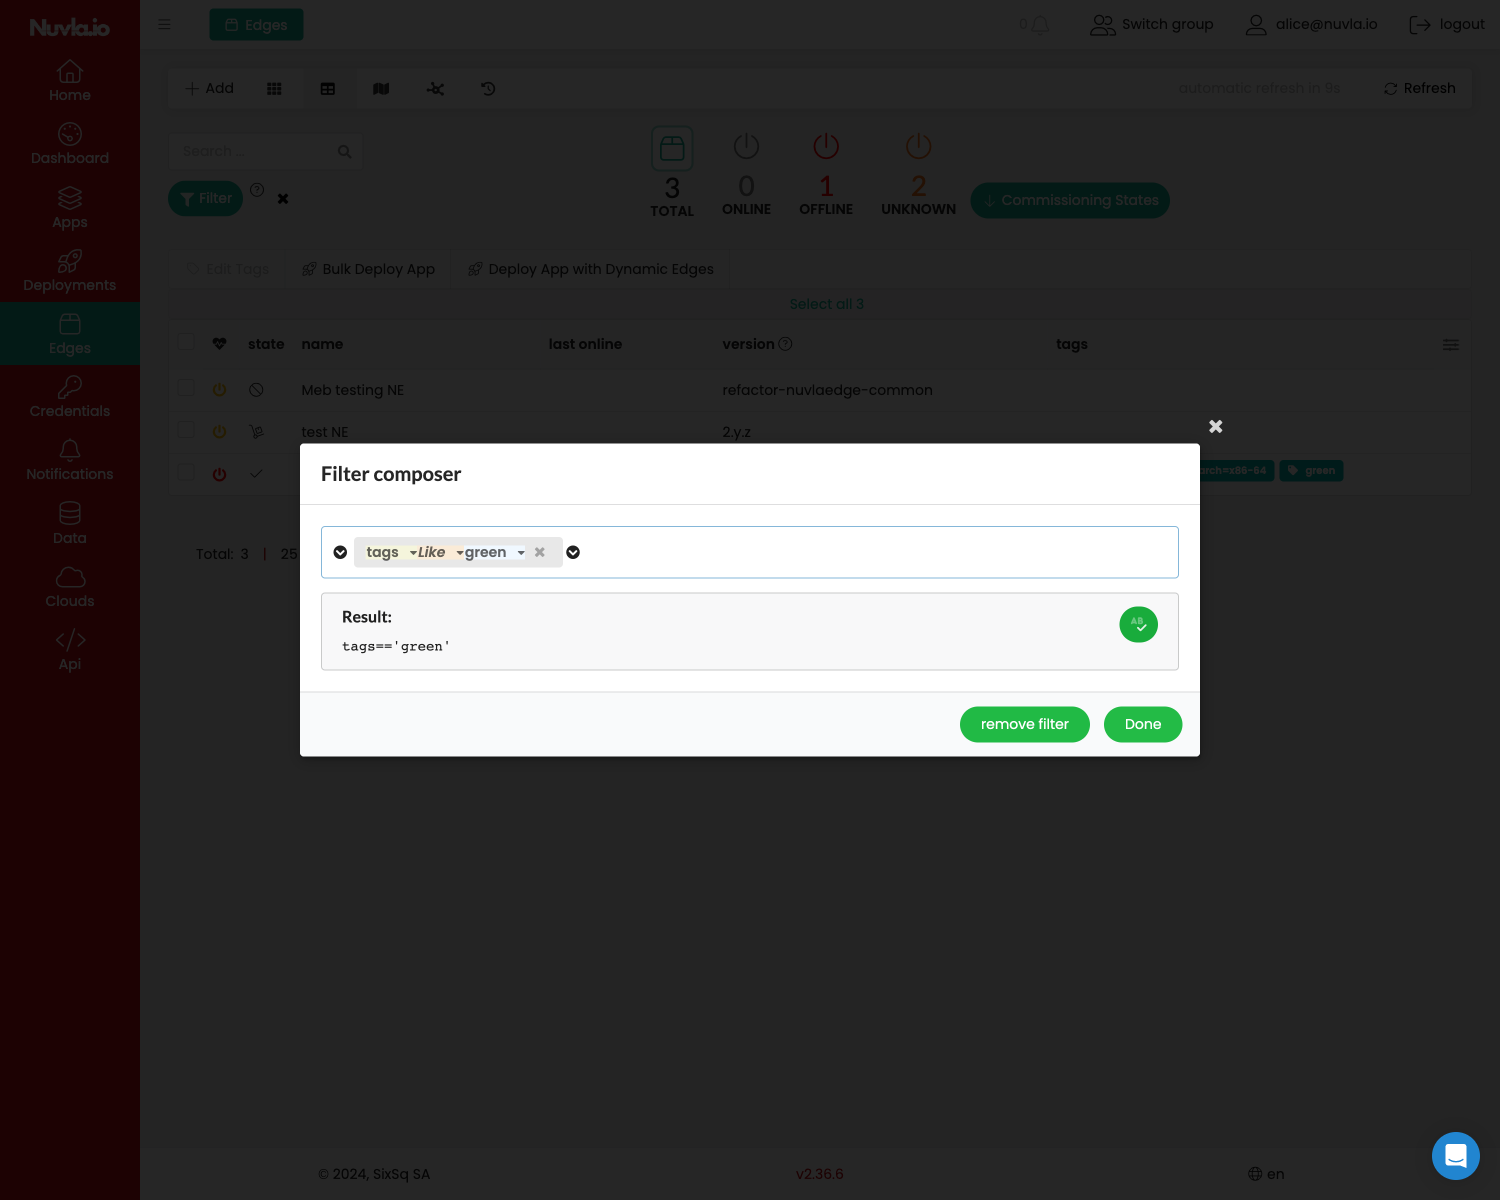 Nuvla.io
Edges
0
Switch group
alice@nuvla.io
logout
Home
Dashboard
Apps
Deployments
Edges
Credentials
Notifications
Data
Clouds
Api
Add
automatic refresh in 9s
Refresh
Search ...
Filter
3
TOTAL
0
ONLINE
1
OFFLINE
2
UNKNOWN
Commissioning States
Edit Tags
Bulk Deploy App
Deploy App with Dynamic Edges
Select all 3
state name last online version tags
Meb testing NE refactor-nuvlaedge-common
test NE 2.y.z
arch=x86-64 green
Total: 3 | 25
Filter composer
tags Like green
Result:
AB
tags=='green'
remove filter
Done
© 2024, SixSq SA
v2.36.6
en